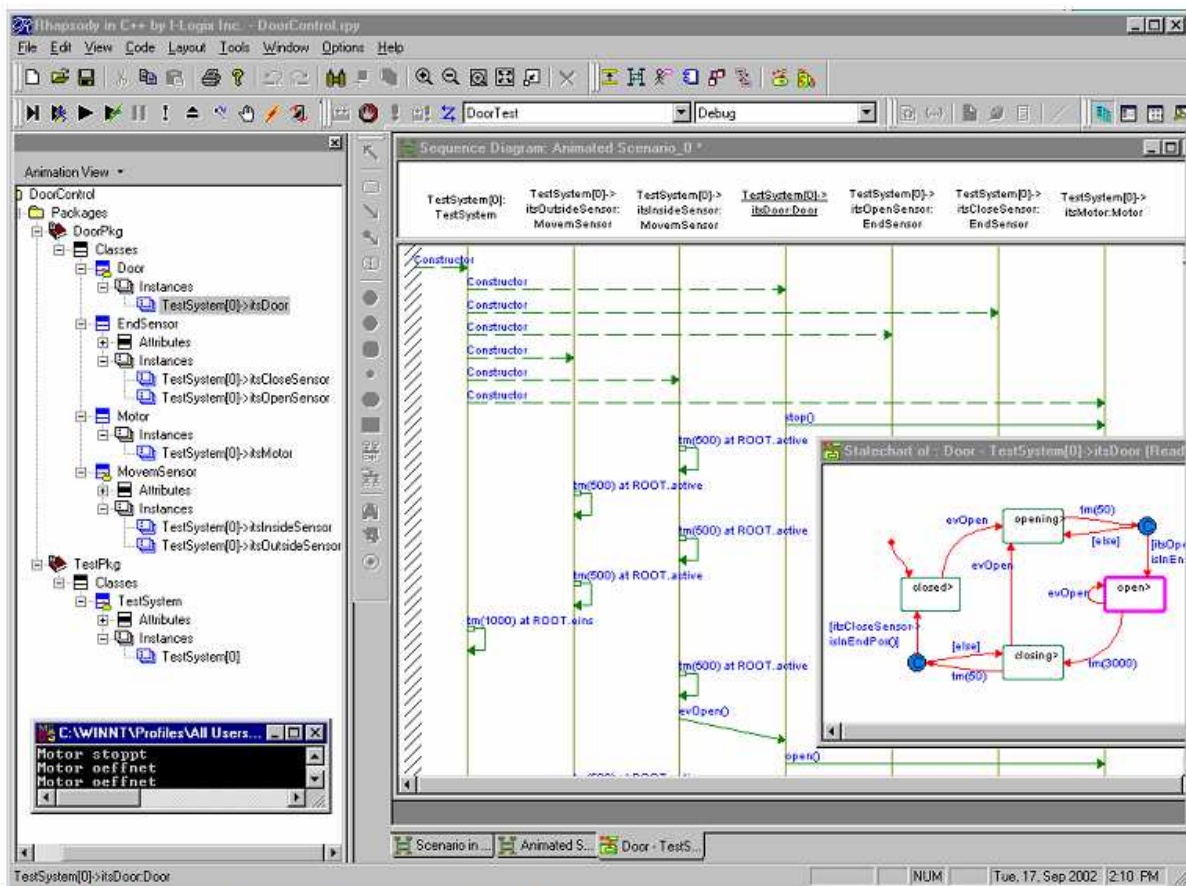 Rhapsody in C++ by I-Logix Inc. - DoorControl.rpy
File Edit View Code Layout Tools Window Options Help
DoorTest
Debug
Animation View
DoorControl
Packages
DoorPkg
Classes
Door
Instances
TestSystem[0]->itsDoor
EndSensor
Attributes
Instances
TestSystem[0]->itsCloseSensor
TestSystem[0]->itsOpenSensor
Motor
Instances
TestSystem[0]->itsMotor
MovemSensor
Attributes
Instances
TestSystem[0]->itsInsideSensor
TestSystem[0]->itsOutsideSensor
TestPkg
Classes
TestSystem
Attributes
Instances
TestSystem[0]
C:\WINNT\Profiles\All Users...
Motor stoppt
Motor oeffnet
Motor oeffnet
Sequence Diagram: Animated Scenario_0 *
TestSystem[0]:
TestSystem
TestSystem[0]->
itsOutsideSensor:
MovemSensor
TestSystem[0]->
itsInsideSensor:
MovemSensor
TestSystem[0]->
itsDoor:Door
TestSystem[0]->
itsOpenSensor:
EndSensor
TestSystem[0]->
itsCloseSensor:
EndSensor
TestSystem[0]->
itsMotor:Motor
Constructor
Constructor
Constructor
Constructor
Constructor
Constructor
Constructor
stop()
tm(500) at ROOT.active
tm(500) at ROOT.active
tm(500) at ROOT.active
tm(500) at ROOT.active
tm(1000) at ROOT.eins
tm(500) at ROOT.active
evOpen()
open()
tm(500) at ROOT.active
Statechart of : Door - TestSystem[0]->itsDoor [Read
opening>
tm(50)
evOpen
[else]
[itsOpe
isInEn
evOpen
closed>
evOpen
open>
[itsCloseSensor->
isInEndPos()]
[else]
closing>
tm(50)
tm(3000)
Scenario in ...
Animated S...
Door - TestS...
TestSystem[0]->itsDoor:Door
NUM
Tue, 17, Sep 2002
2:10 PM